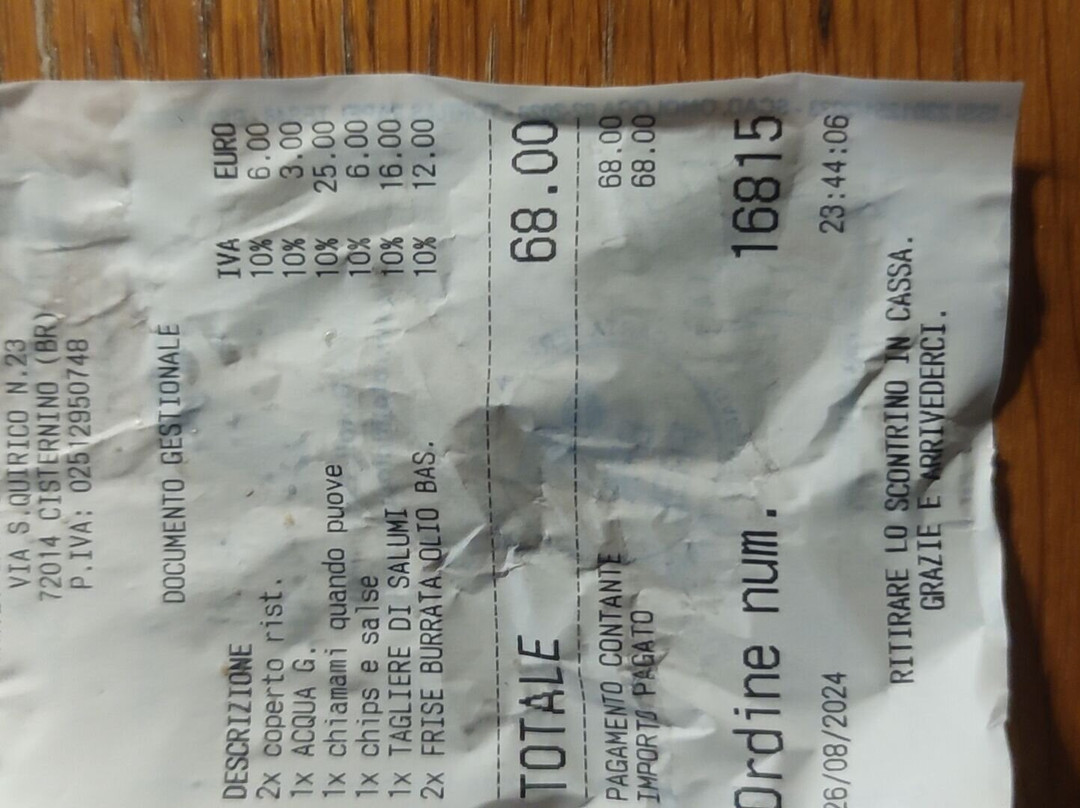 VIA S.QUIRICO N.23
72014 CISTERNINO (BR)
P.IVA: 02512950748
DOCUMENTO GESTIONALE
DESCRIZIONE IVA EURO
2x coperto rist. 10% 6.00
1x ACQUA G. 10% 3.00
1x chiamami quando puove 10% 25.00
1x chips e salse 10% 6.00
1x TAGLIERE DI SALUMI 10% 16.00
2x FRISE BURRATA,OLIO BAS. 10% 12.00
TOTALE 68.00
PAGAMENTO CONTANTE 68.00
IMPORTO PAGATO 68.00
Ordine num. 16815
26/08/2024 23:44:06
RITIRARE LO SCONTRINO IN CASSA.
GRAZIE E ARRIVEDERCI.